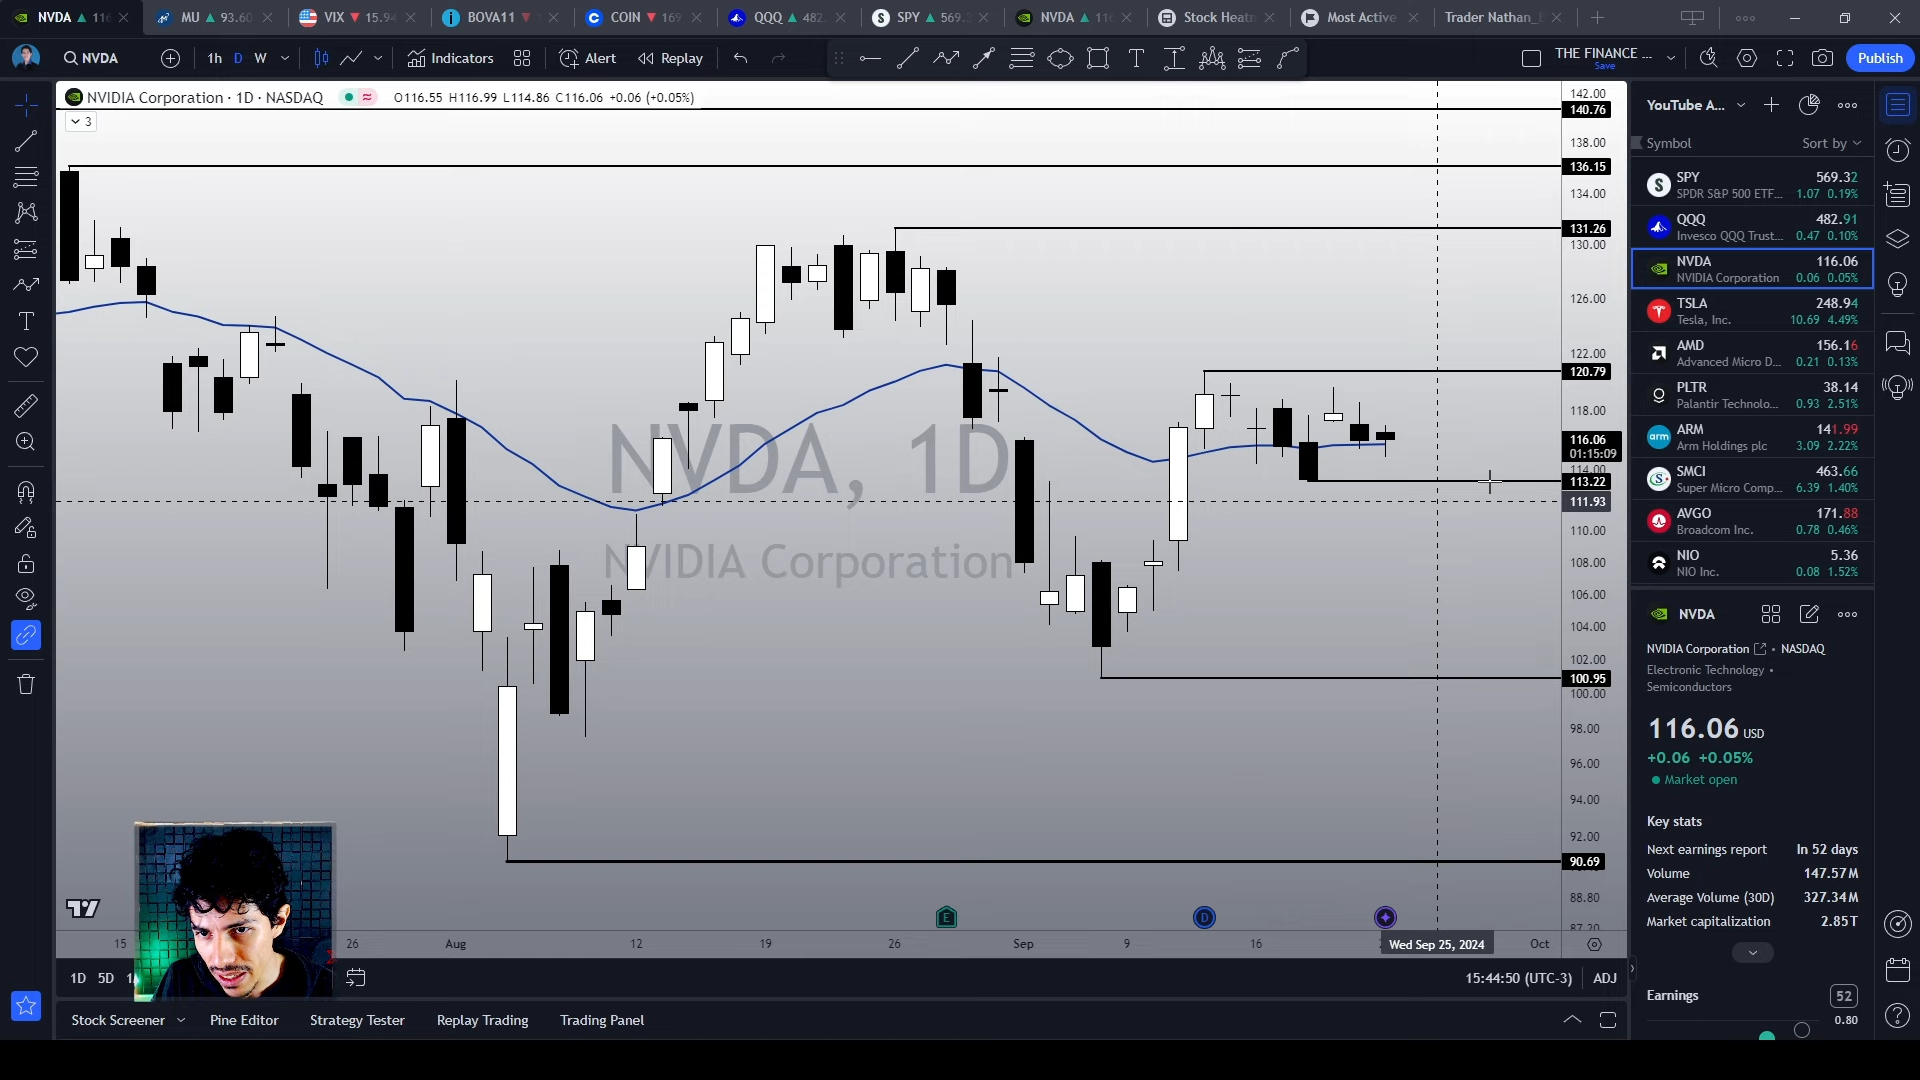 NVDA ▲ 116
MU ▲ 93.60
VIX ▼ 15.94
BOVA11 ▼ 1
COIN ▼ 169
QQQ ▲ 482.
SPY ▲ 569.
NVDA ▲ 116
Stock Heatm
Most Active
Trader Nathan_
NVDA
1h D W
Indicators
Alert
Replay
THE FINANCE ...
Save
Publish
NVIDIA Corporation · 1D · NASDAQ
O116.55 H116.99 L114.86 C116.06 +0.06 (+0.05%)
3
NVDA, 1D
NVIDIA Corporation
142.00
140.76
138.00
136.15
134.00
131.26
130.00
126.00
122.00
120.79
118.00
116.06
01:15:09
114.00
113.22
111.93
110.00
108.00
106.00
104.00
102.00
100.95
100.00
98.00
96.00
94.00
92.00
90.69
88.80
87.20
E
D
15
26
Aug
12
19
26
Sep
9
16
Wed Sep 25, 2024
Oct
1D 5D
15:44:50 (UTC-3)
ADJ
Stock Screener
Pine Editor
Strategy Tester
Replay Trading
Trading Panel
YouTube A...
Symbol
Sort by
SPY 569.32
SPDR S&P 500 ETF... 1.07 0.19%
QQQ 482.91
Invesco QQQ Trust... 0.47 0.10%
NVDA 116.06
NVIDIA Corporation 0.06 0.05%
TSLA 248.94
Tesla, Inc. 10.69 4.49%
AMD 156.16
Advanced Micro D... 0.21 0.13%
PLTR 38.14
Palantir Technolo... 0.93 2.51%
arm
ARM 141.99
Arm Holdings plc 3.09 2.22%
SMCI 463.66
Super Micro Comp... 6.39 1.40%
AVGO 171.88
Broadcom Inc. 0.78 0.46%
NIO 5.36
NIO Inc. 0.08 1.52%
NVDA
NVIDIA Corporation • NASDAQ
Electronic Technology •
Semiconductors
116.06 USD
+0.06 +0.05%
Market open
Key stats
Next earnings report In 52 days
Volume 147.57M
Average Volume (30D) 327.34M
Market capitalization 2.85T
Earnings 52
0.80